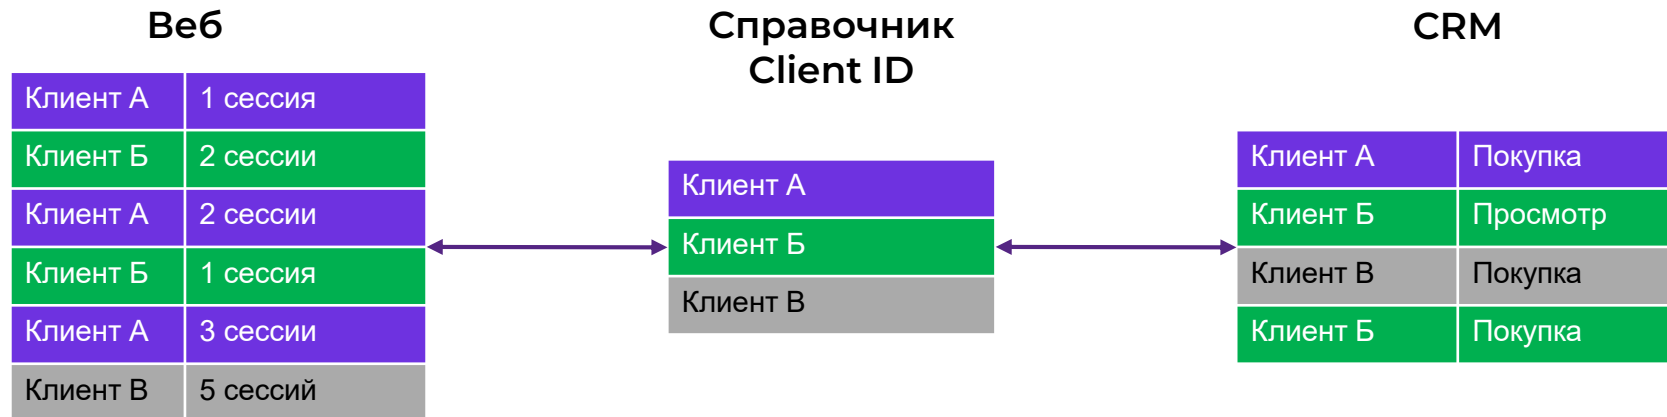 Веб
Клиент А 1 сессия
Клиент Б 2 сессии
Клиент А 2 сессии
Клиент Б 1 сессия
Клиент А 3 сессии
Клиент В 5 сессий
Справочник
Client ID
Клиент А
Клиент Б
Клиент В
CRM
Клиент А Покупка
Клиент Б Просмотр
Клиент В Покупка
Клиент Б Покупка